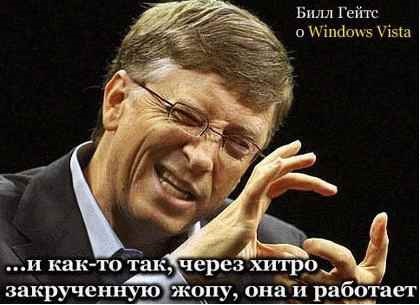 Билл Гейтс
о Windows Vista
...и как-то так, через хитро
закрученную жопу, она и работает